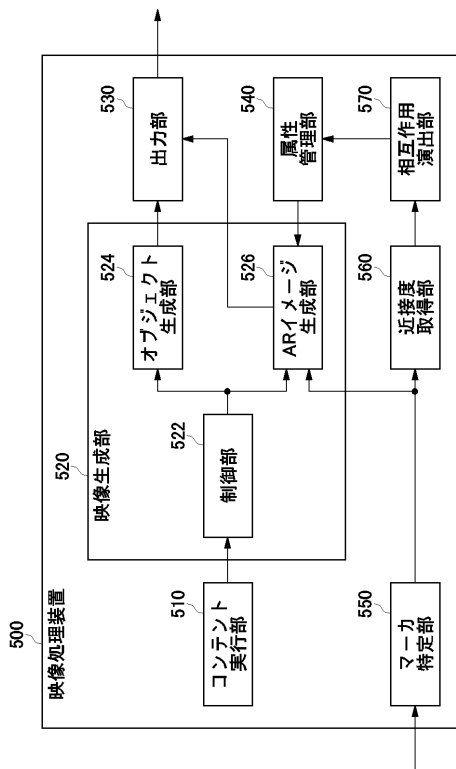 500
映像処理装置
520
映像生成部
510
コンテント
実行部
522
制御部
524
オブジェクト
生成部
526
ARイメージ
生成部
530
出力部
540
属性
管理部
550
マーカ
特定部
560
近接度
取得部
570
相互作用
演出部